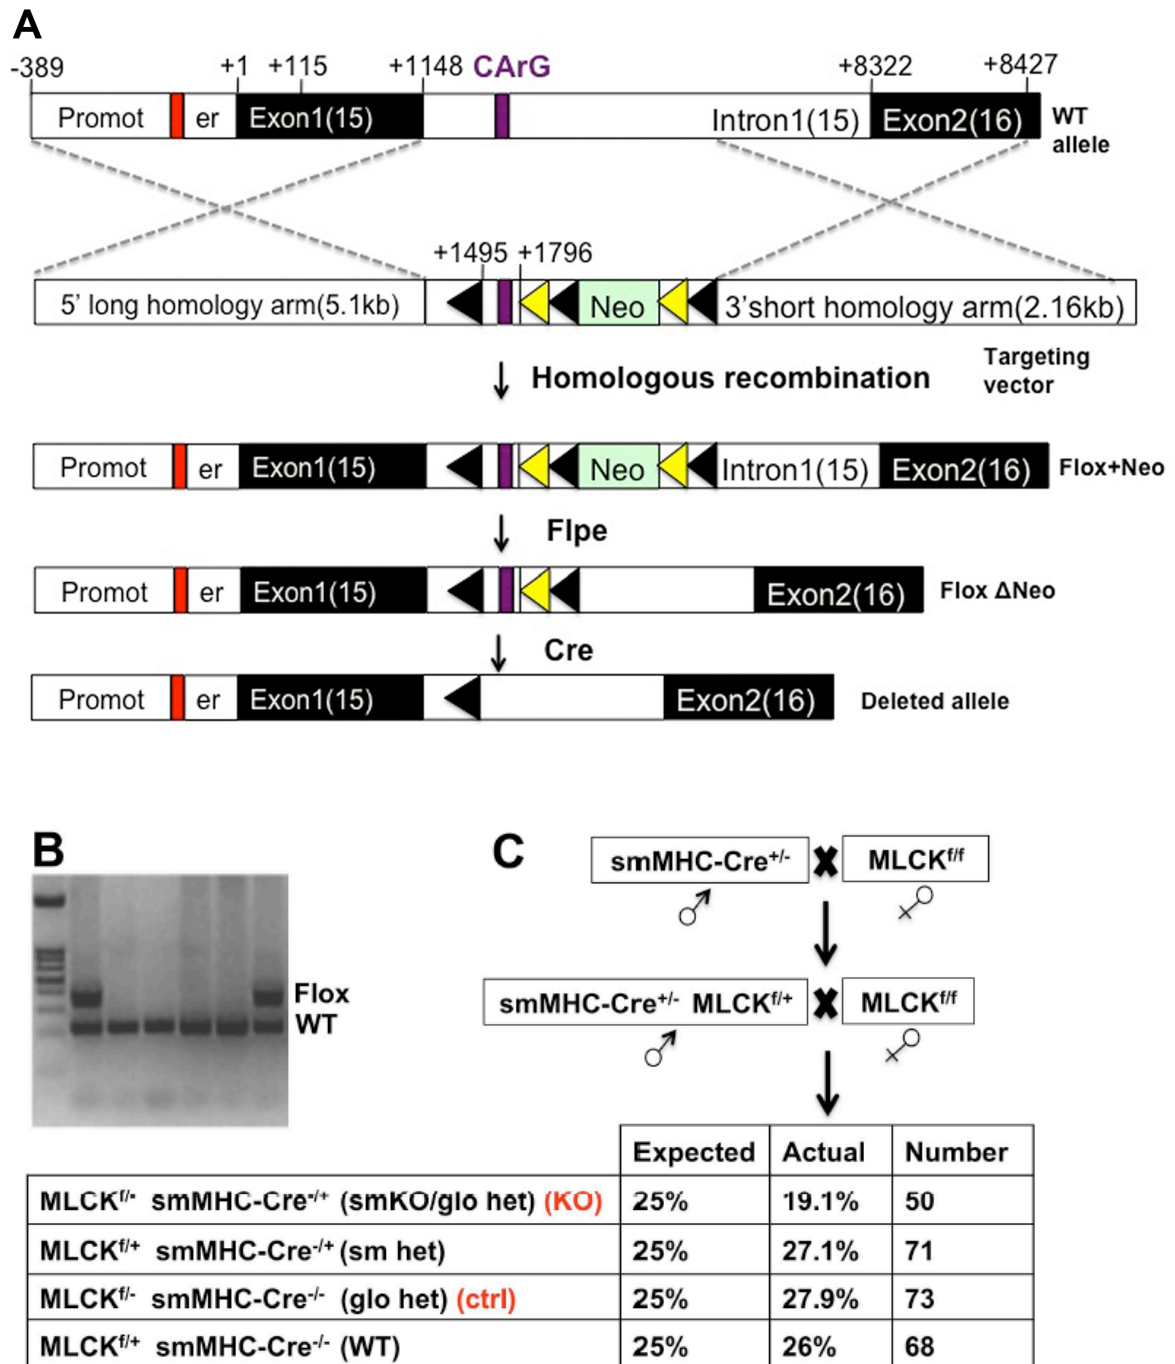 A
-389 +1 +115 +1148 CArG +8322 +8427
Promot er Exon1(15) Intron1(15) Exon2(16) WT
allele
+1495 +1796
5’ long homology arm(5.1kb) Neo 3’short homology arm(2.16kb)
Targeting
vector
Homologous recombination
Promot er Exon1(15) Neo Intron1(15) Exon2(16) Flox+Neo
Flpe
Promot er Exon1(15) Exon2(16) Flox ΔNeo
Cre
Promot er Exon1(15) Exon2(16) Deleted allele
B
Flox
WT
C
smMHC-Cre+/- X MLCKf/f
smMHC-Cre+/- MLCKf/+ X MLCKf/f
Expected Actual Number
MLCKf/- smMHC-Cre-/+ (smKO/glo het) (KO) 25% 19.1% 50
MLCKf/+ smMHC-Cre-/+ (sm het) 25% 27.1% 71
MLCKf/- smMHC-Cre-/- (glo het) (ctrl) 25% 27.9% 73
MLCKf/+ smMHC-Cre-/- (WT) 25% 26% 68